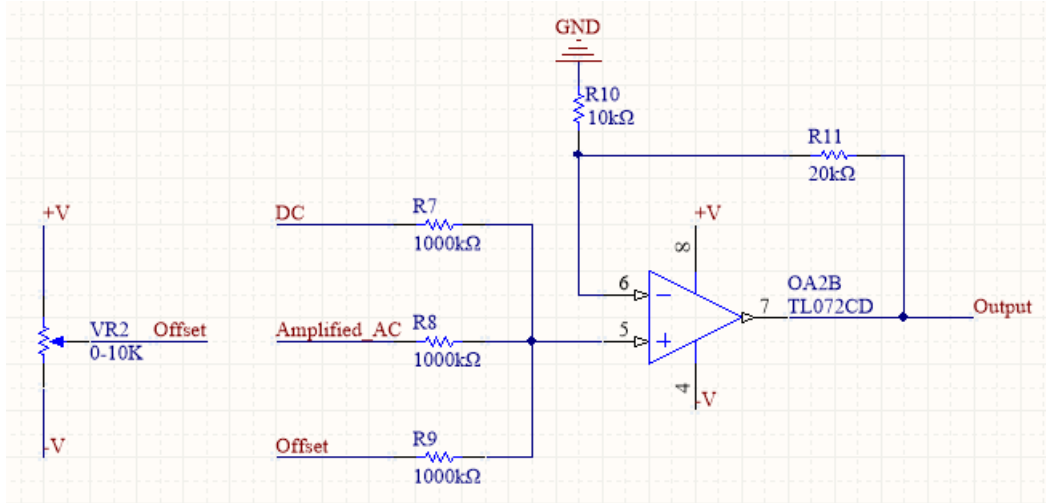 GND
R10
10kΩ
R11
20kΩ
+V
DC
R7
1000kΩ
+V
8
6
OA2B
7
TL072CD
Output
VR2
Offset
0-10K
Amplified_AC
R8
1000kΩ
5
4
-V
-V
Offset
R9
1000kΩ